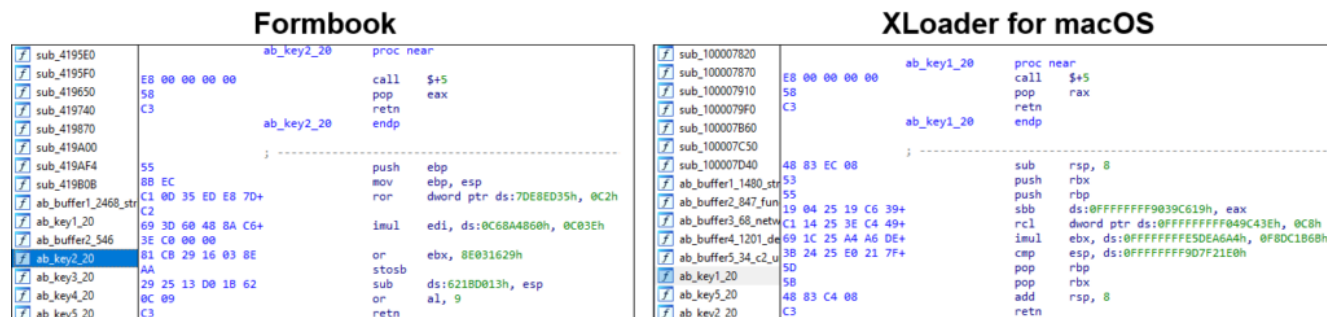 Formbook
sub_4195E0
sub_4195F0
sub_419650
sub_419740
sub_419870
sub_419A00
sub_419AF4
sub_419B0B
ab_buffer1_2468_str
ab_key1_20
ab_buffer2_546
ab_key2_20
ab_key3_20
ab_key4_20
ab_key5_20
ab_key2_20 proc near
E8 00 00 00 00 call $+5
58 pop eax
C3 retn
ab_key2_20 endp
; ---------------------------------------------------------------
55 push ebp
8B EC mov ebp, esp
C1 0D 35 ED E8 7D+ ror dword ptr ds:7DE8ED35h, 0C2h
C2
69 3D 60 48 8A C6+ imul edi, ds:0C68A4860h, 0C03Eh
3E C0 00 00
81 CB 29 16 03 8E or ebx, 8E031629h
AA stosb
29 25 13 D0 1B 62 sub ds:621BD013h, esp
0C 09 or al, 9
C3 retn
XLoader for macOS
sub_100007820
sub_100007870
sub_100007910
sub_1000079F0
sub_100007B60
sub_100007C50
sub_100007D40
ab_buffer1_1480_str
ab_buffer2_847_fun
ab_buffer3_68_netw
ab_buffer4_1201_de
ab_buffer5_34_c2_u
ab_key1_20
ab_key5_20
ab_key2_20
ab_key1_20 proc near
E8 00 00 00 00 call $+5
58 pop rax
C3 retn
ab_key1_20 endp
; ---------------------------------------------------------------
48 83 EC 08 sub rsp, 8
53 push rbx
55 push rbp
19 04 25 19 C6 39+ sbb ds:0FFFFFFFF9039C619h, eax
C1 14 25 3E C4 49+ rcl dword ptr ds:0FFFFFFFFF049C43Eh, 0C8h
69 1C 25 A4 A6 DE+ imul ebx, ds:0FFFFFFFFE5DEA6A4h, 0F8DC1B68h
3B 24 25 E0 21 7F+ cmp esp, ds:0FFFFFFFF9D7F21E0h
5D pop rbp
5B pop rbx
48 83 C4 08 add rsp, 8
C3 retn